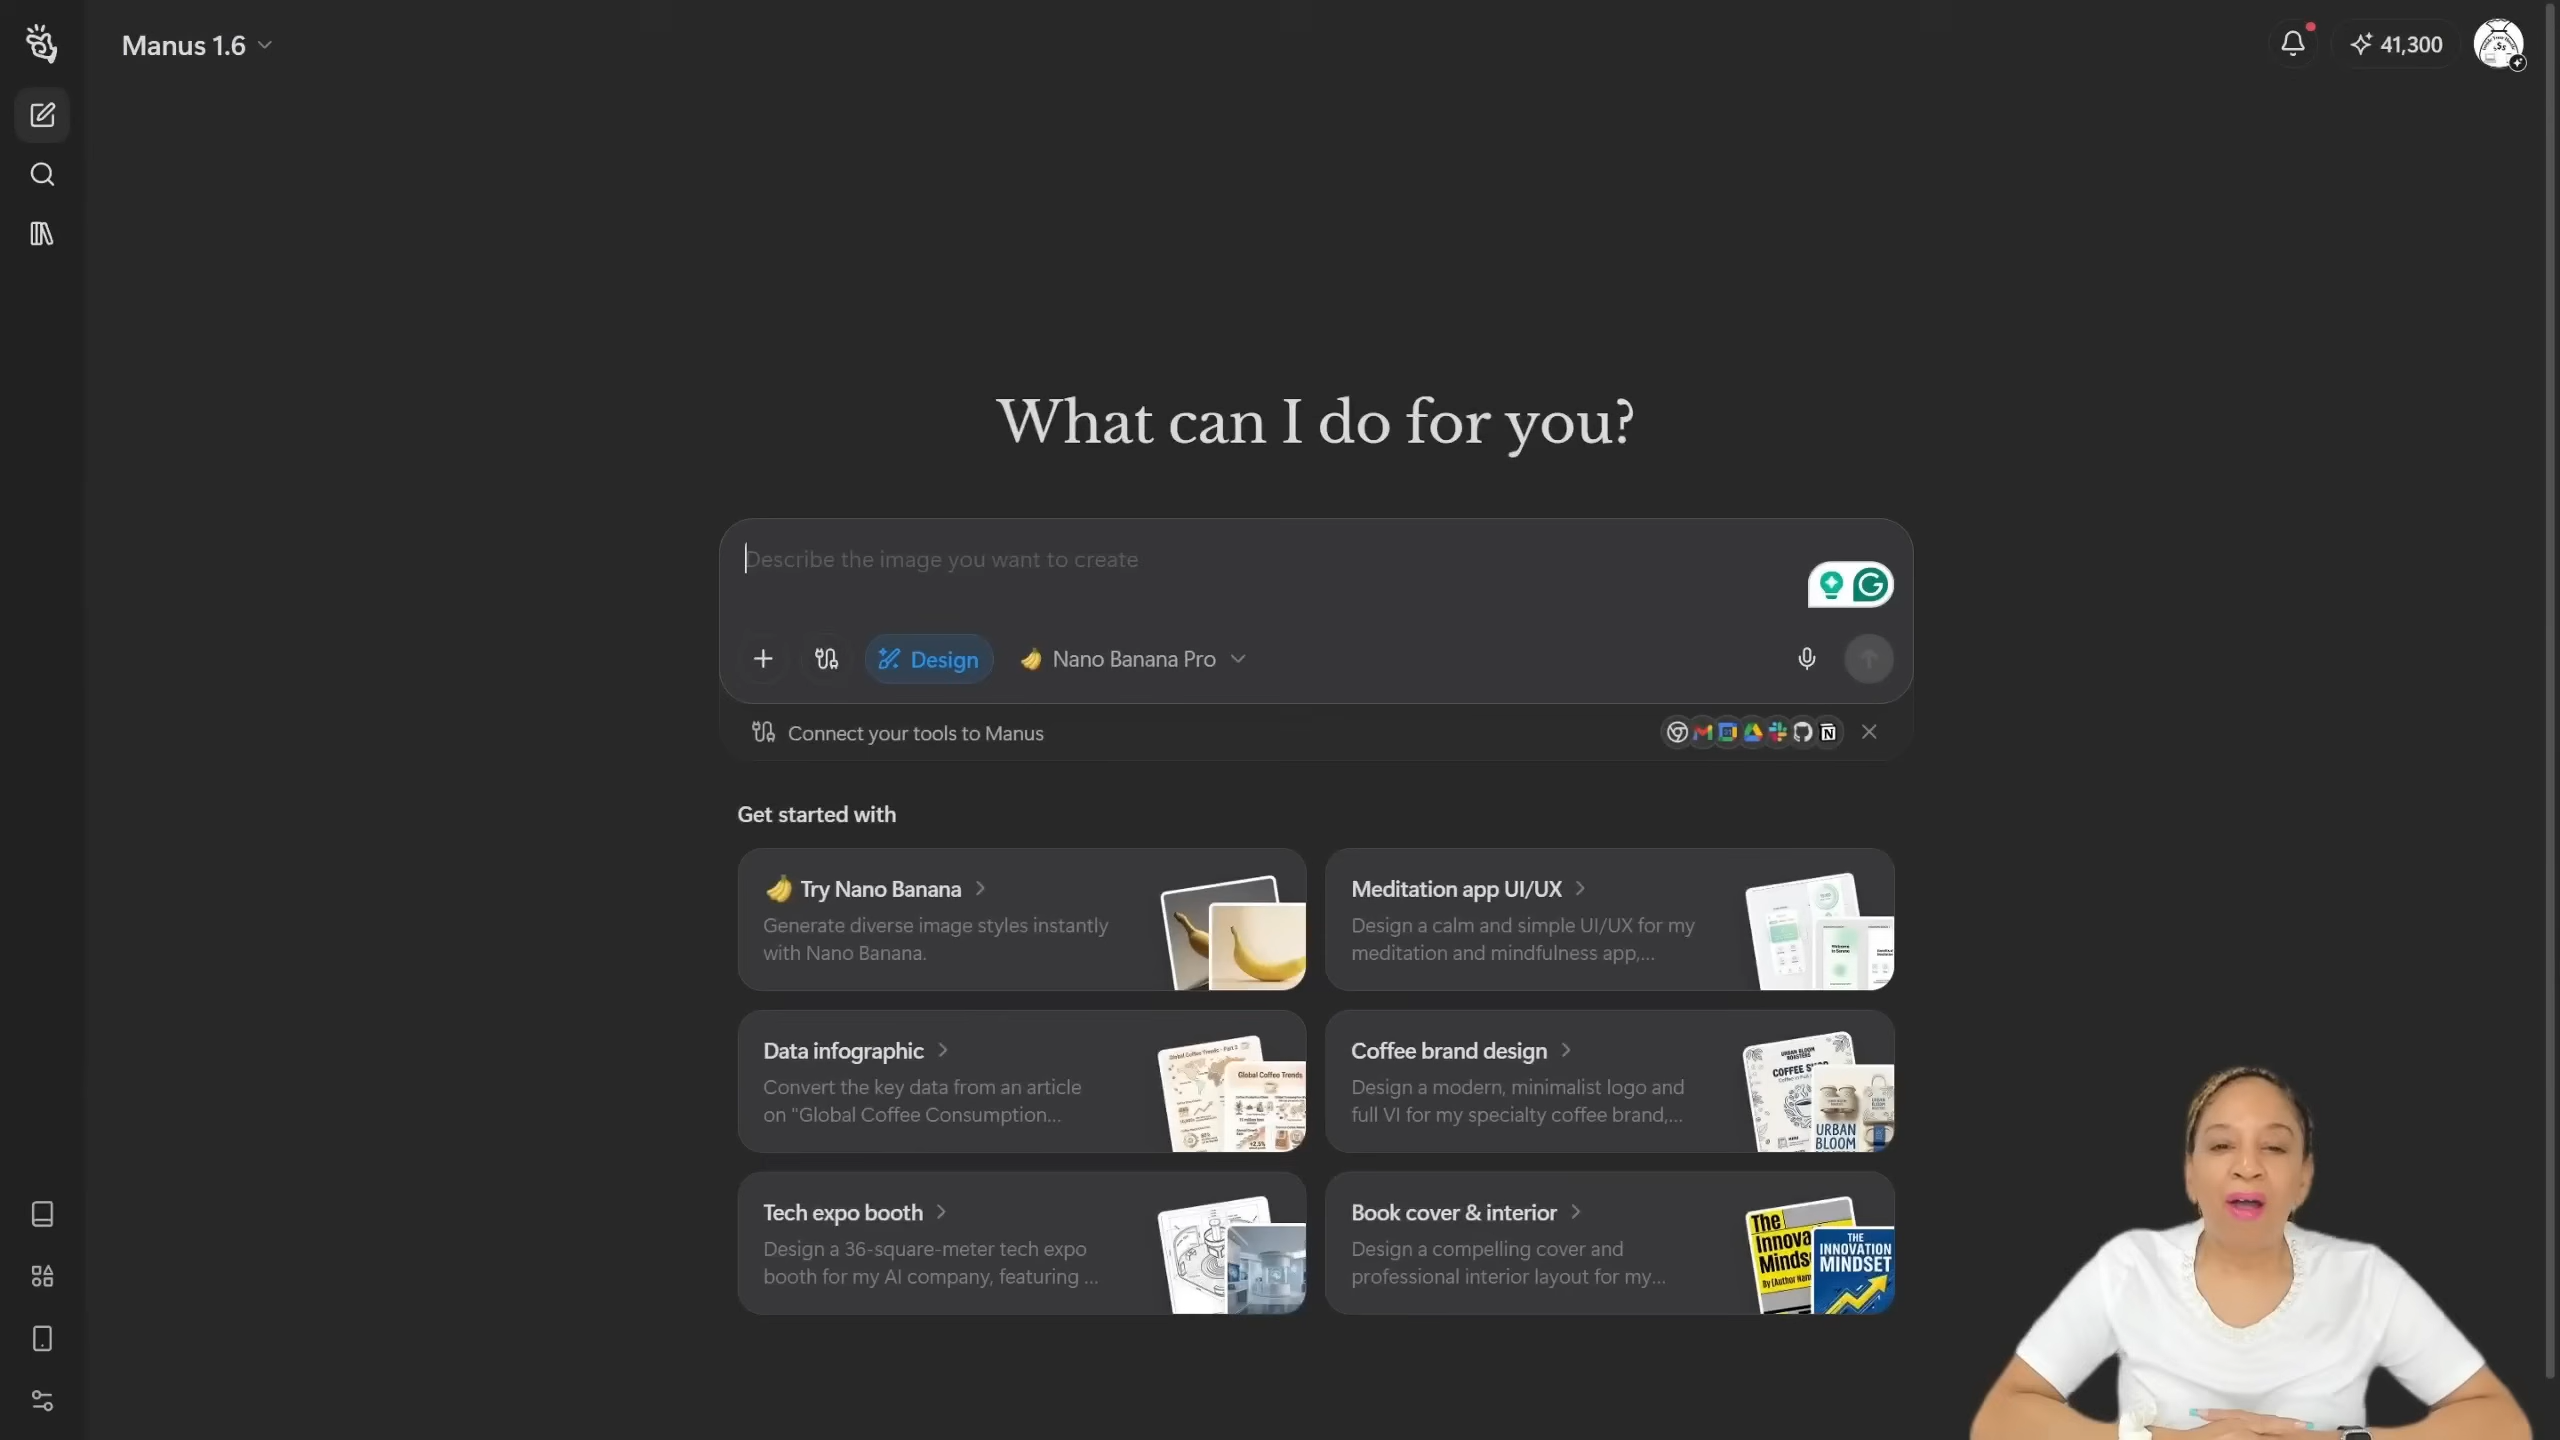 Manus 1.6
41,300
What can I do for you?
Describe the image you want to create
Design
Nano Banana Pro
Connect your tools to Manus
Get started with
Try Nano Banana
Generate diverse image styles instantly
with Nano Banana.
Meditation app UI/UX
Design a calm and simple UI/UX for my
meditation and mindfulness app,...
Data infographic
Convert the key data from an article
on "Global Coffee Consumption...
Global Coffee Trends
Coffee brand design
Design a modern, minimalist logo and
full VI for my specialty coffee brand,...
URBAN
BLOOM
Tech expo booth
Design a 36-square-meter tech expo
booth for my AI company, featuring ...
Book cover & interior
Design a compelling cover and
professional interior layout for my...
The
Innova
Minds
THE
INNOVATION
MINDSET